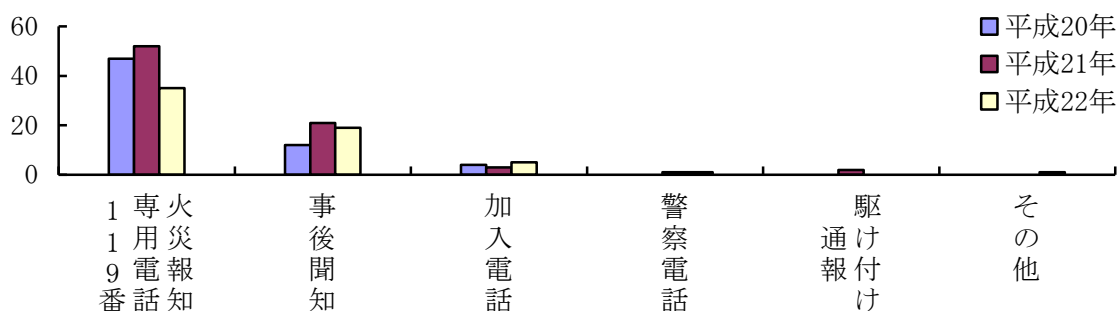 60
40
20
0
平成20年
平成21年
平成22年
火災報知
専用電話
119番
事後聞知
加入電話
警察電話
駆け付け
通報
その他